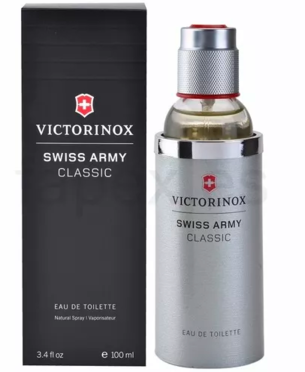 VICTORINOX
SWISS ARMY
CLASSIC
EAU DE TOILETTE
Natural Spray | Vaporisateur
3.4 fl oz e 100 ml
VICTORINOX
SWISS ARMY
CLASSIC
EAU DE TOILETTE